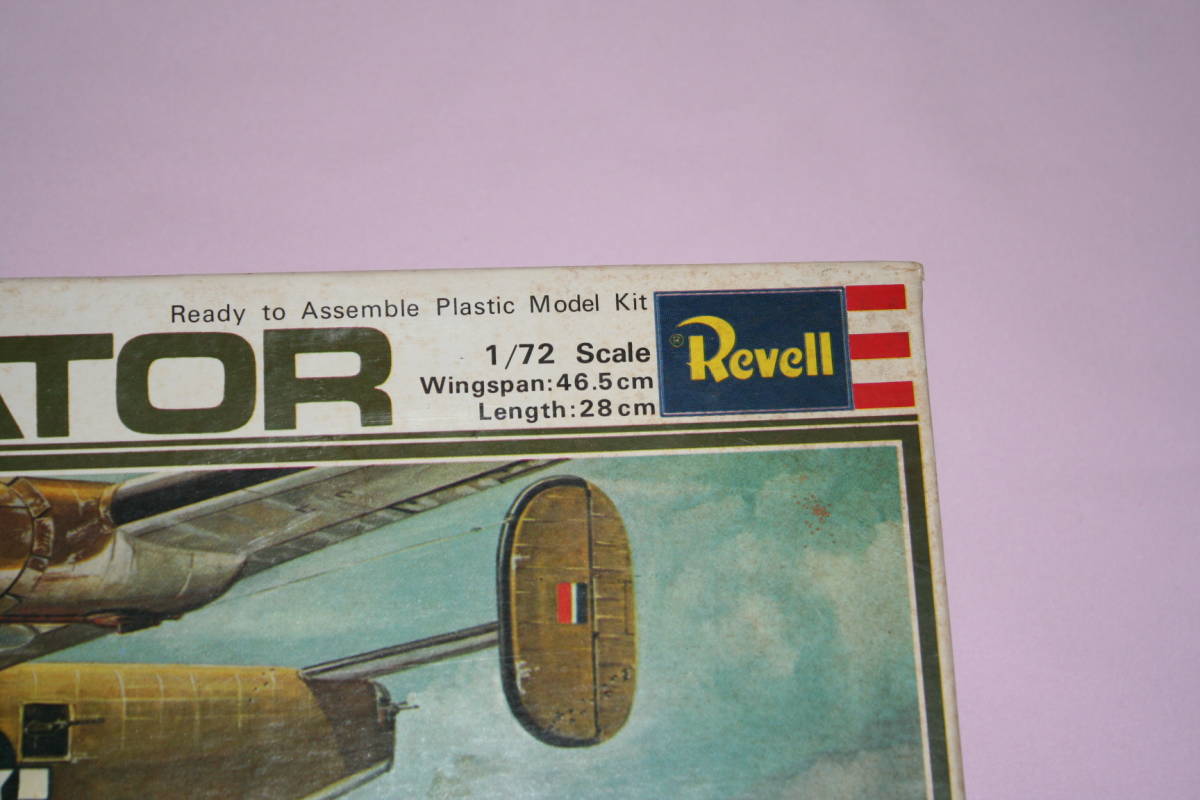 Ready to Assemble Plastic Model Kit
ATOR
1/72 Scale
Wingspan:46.5cm
Length:28cm
® Revell